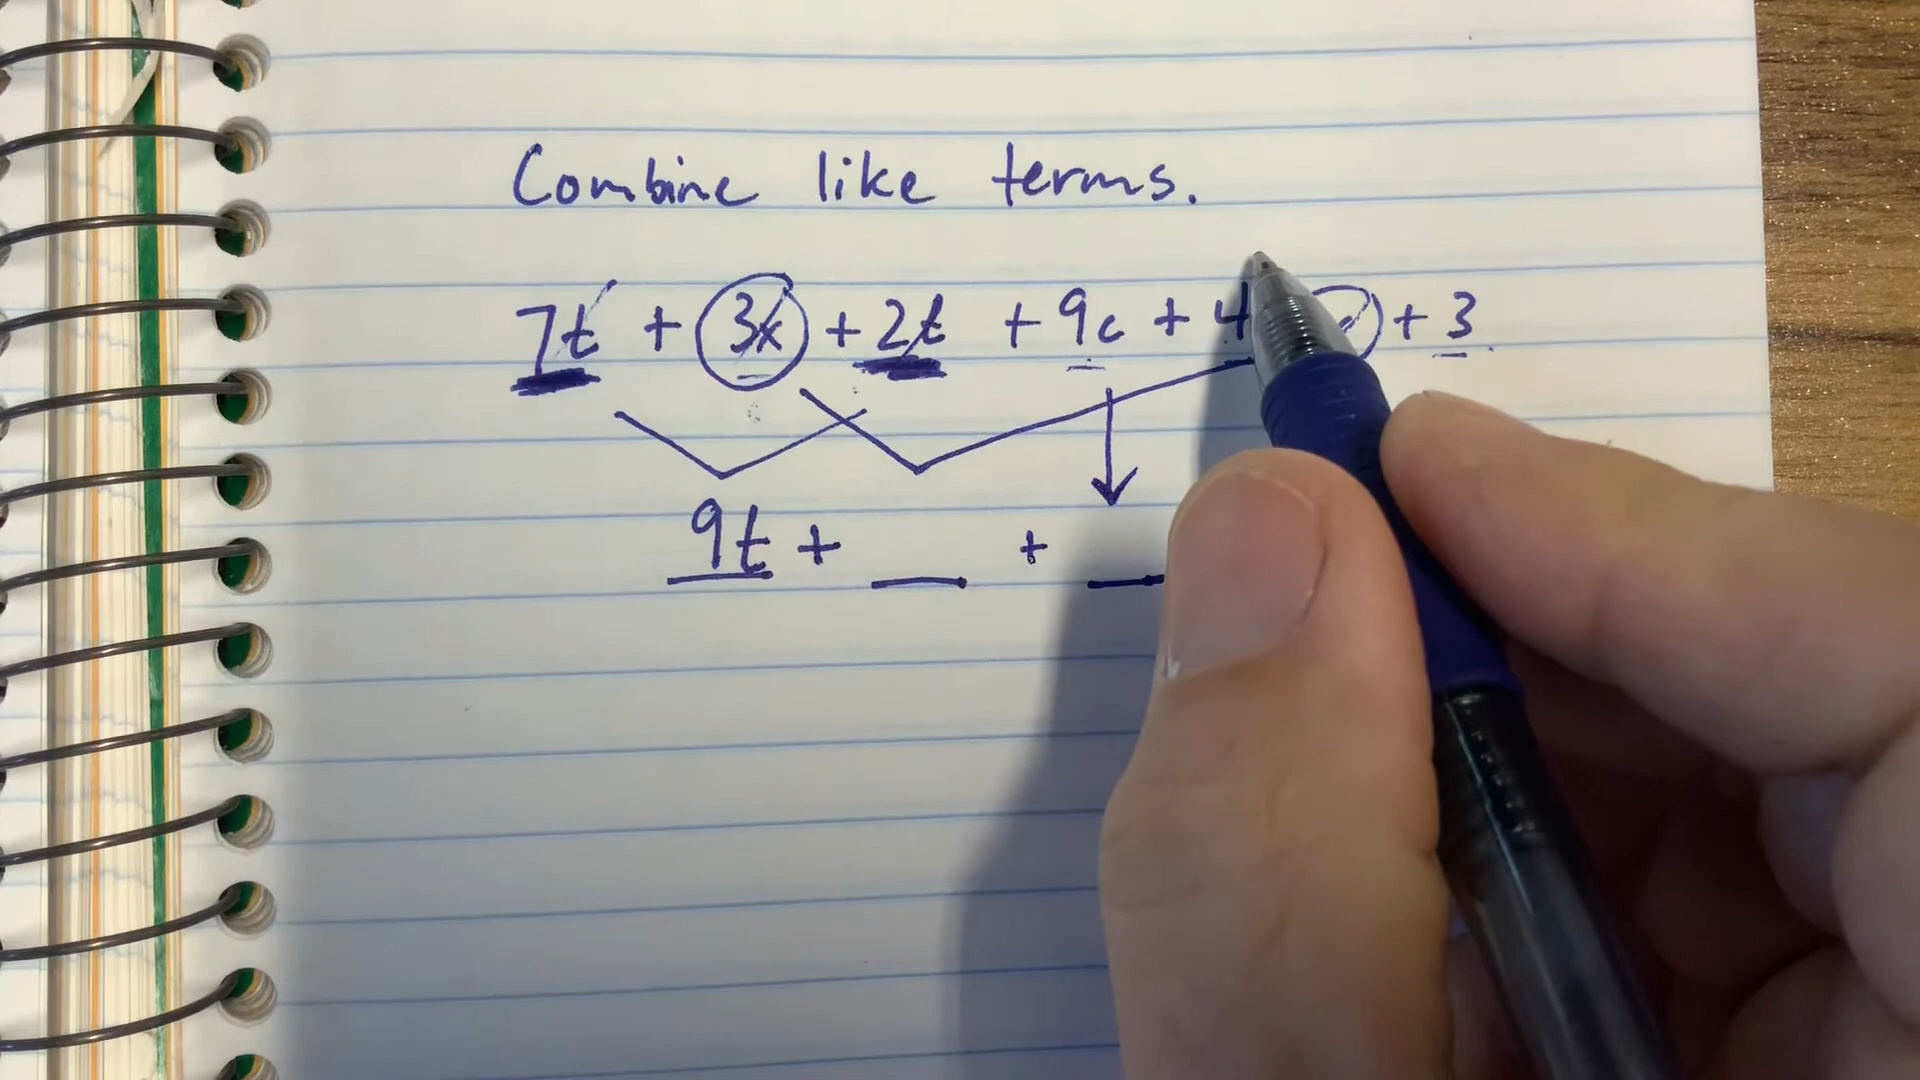 Combine like terms.
7t + 3x + 2t + 9c + 4 + 3
9t + +